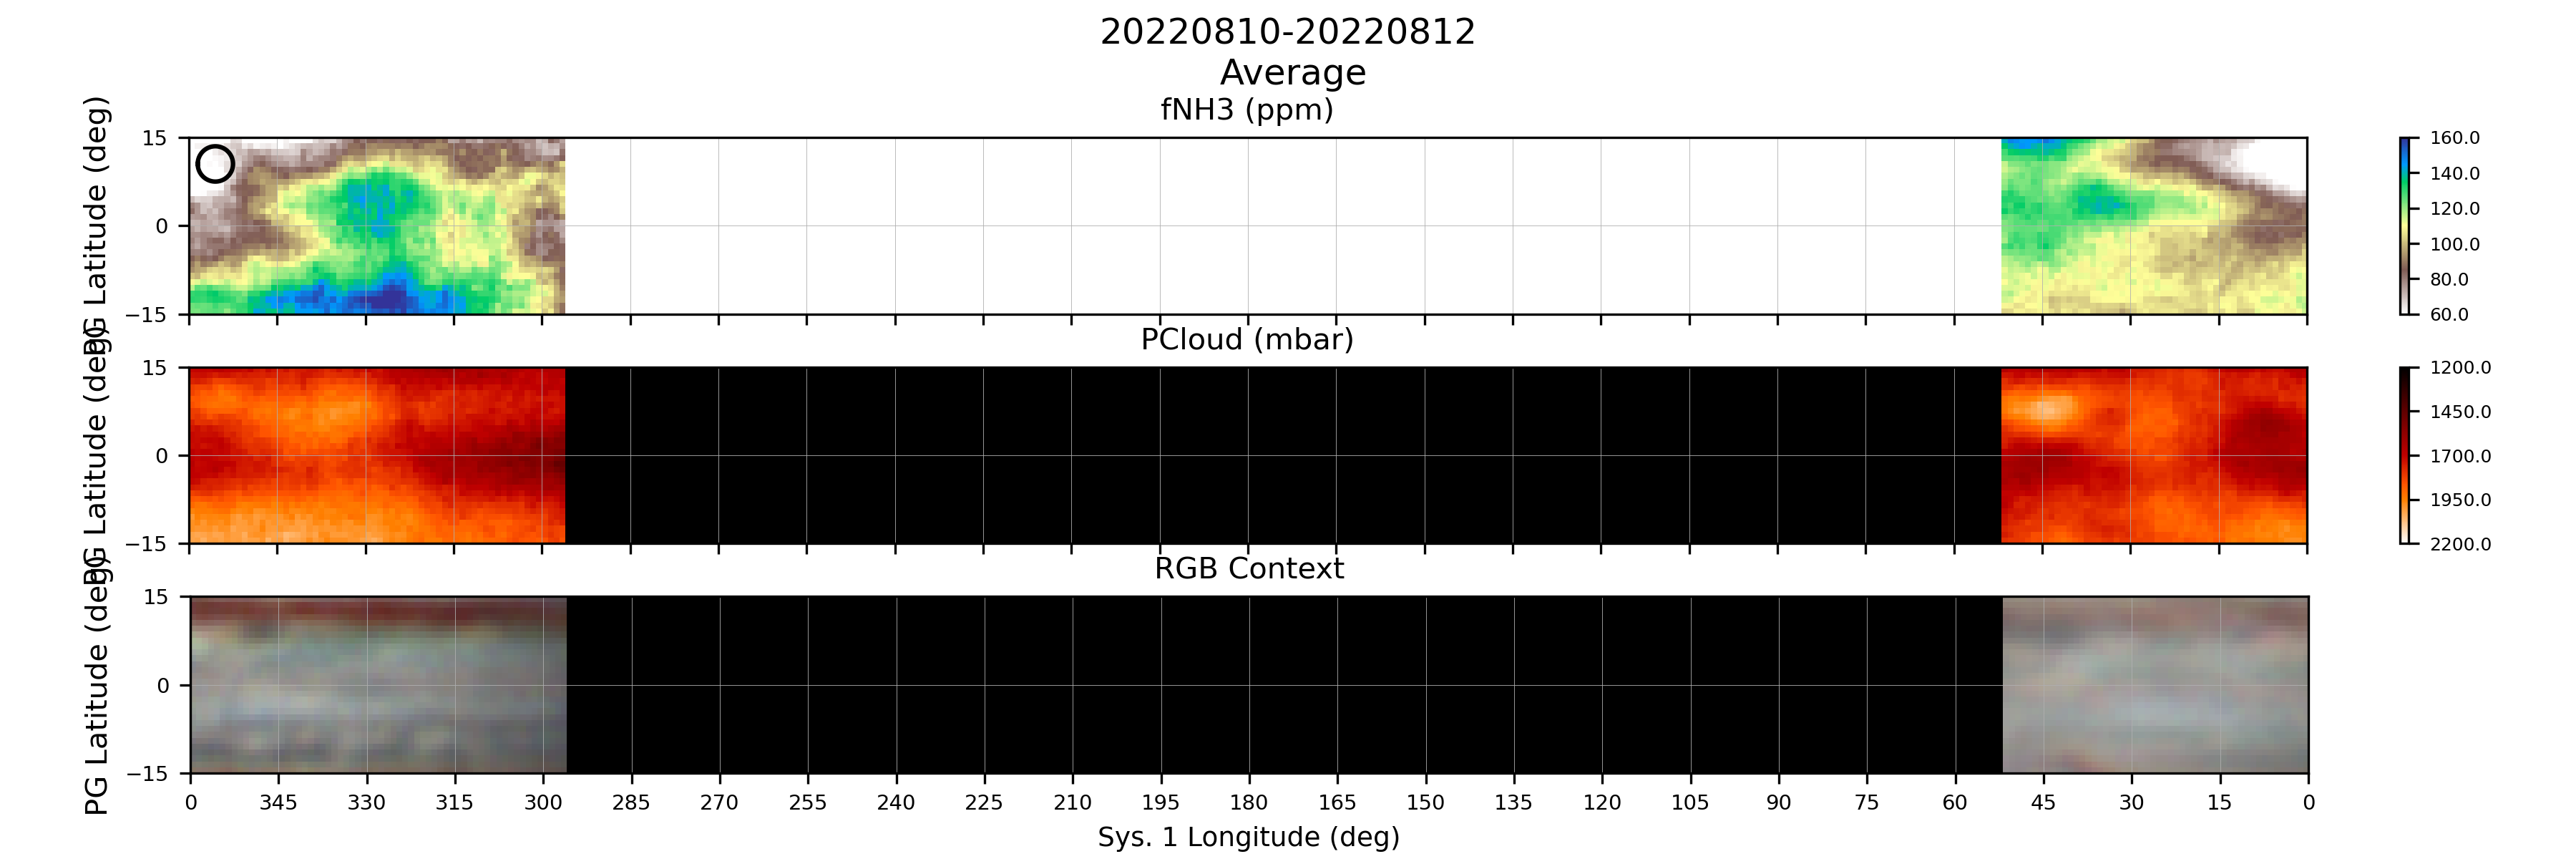 20220810-20220812
Average
fNH3 (ppm)
PG Latitude (deg)
15
0
−15
160.0
140.0
120.0
100.0
80.0
60.0
PCloud (mbar)
PG Latitude (deg)
15
0
−15
1200.0
1450.0
1700.0
1950.0
2200.0
RGB Context
PG Latitude (deg)
15
0
−15
0 345 330 315 300 285 270 255 240 225 210 195 180 165 150 135 120 105 90 75 60 45 30 15 0
Sys. 1 Longitude (deg)